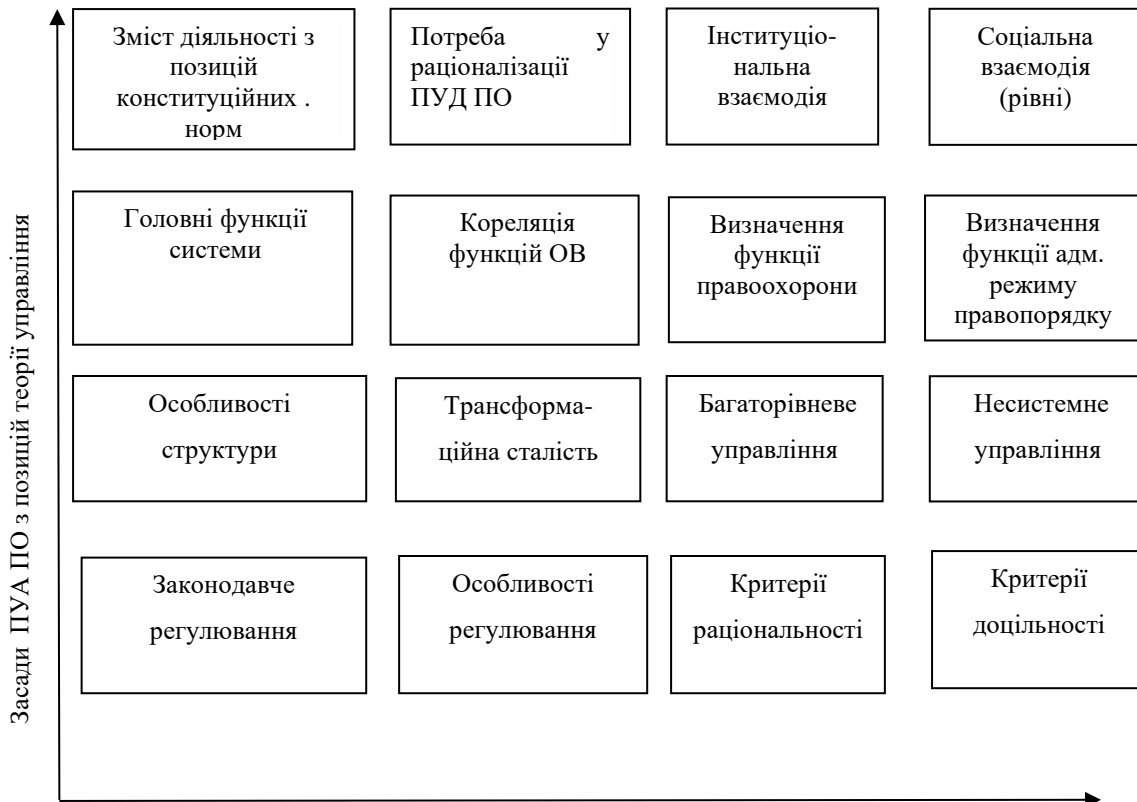 Зміст діяльності з
позицій
конституційних .
норм
Потреба у
раціоналізації
ПУД ПО
Інституціо-
нальна
взаємодія
Соціальна
взаємодія
(рівні)
Головні функції
системи
Кореляція
функцій ОВ
Визначення
функції
правоохорони
Визначення
функції адм.
режиму
правопорядку
Особливості
структури
Трансформа-
ційна сталість
Багаторівневе
управління
Несистемне
управління
Законодавче
регулювання
Особливості
регулювання
Критерії
раціональності
Критерії
доцільності
Засади ПУА ПО з позицій теорії управління